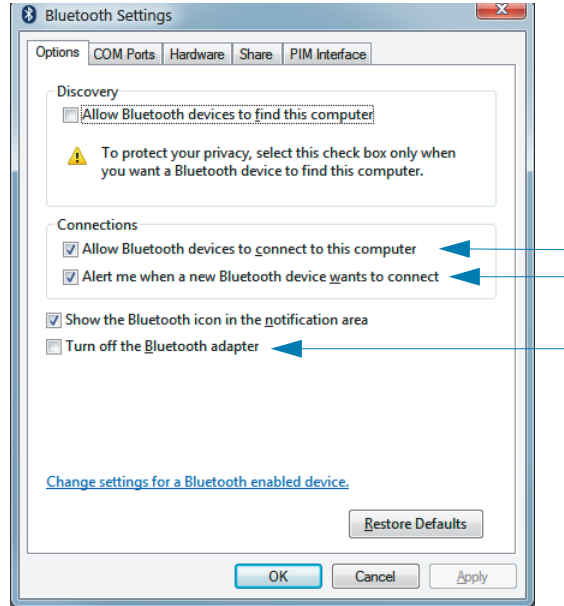 Bluetooth Settings
Options COM Ports Hardware Share PIM Interface
Discovery
Allow Bluetooth devices to find this computer
To protect your privacy, select this check box only when
you want a Bluetooth device to find this computer.
Connections
Allow Bluetooth devices to connect to this computer
Alert me when a new Bluetooth device wants to connect
Show the Bluetooth icon in the notification area
Turn off the Bluetooth adapter
Change settings for a Bluetooth enabled device.
Restore Defaults
OK Cancel Apply